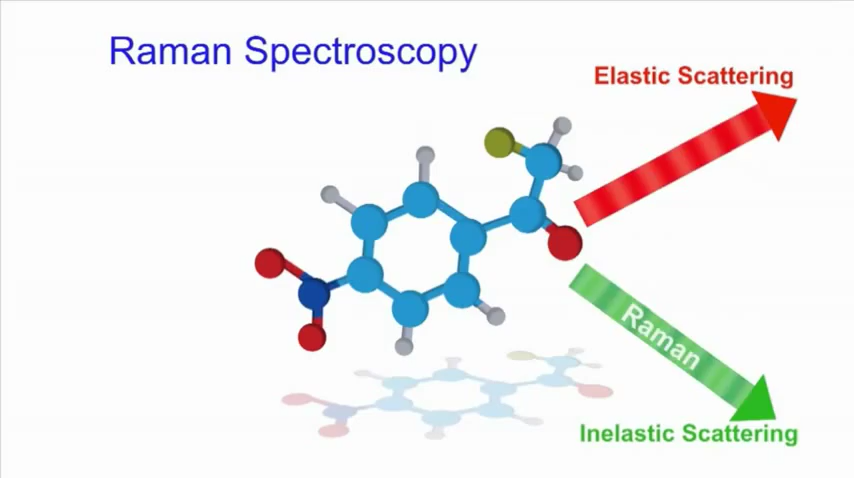 Raman Spectroscopy
Elastic Scattering
Raman
Inelastic Scattering